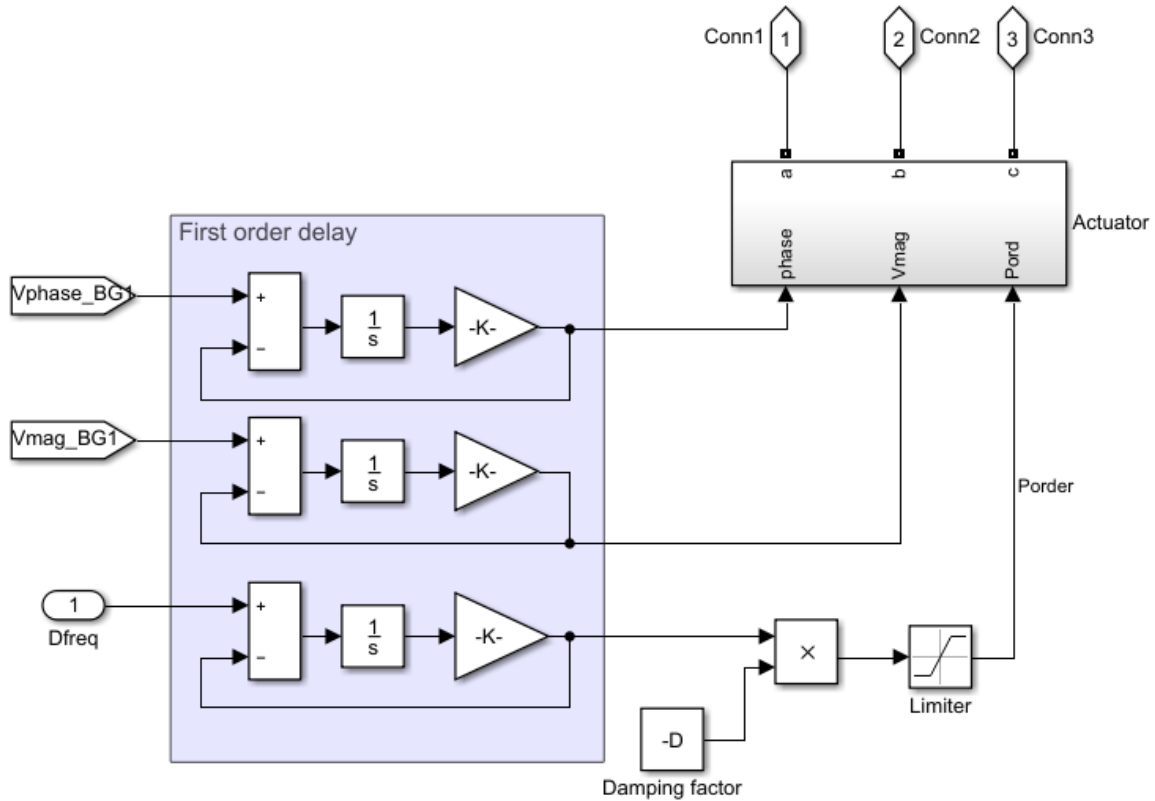 Conn1
1
2
Conn2
3
Conn3
a
b
c
phase
Vmag
Pord
Actuator
First order delay
Vphase_BG1
+
−
1
s
-K-
Vmag_BG1
+
−
1
s
-K-
Porder
1
Dfreq
+
−
1
s
-K-
×
Limiter
-D
Damping factor